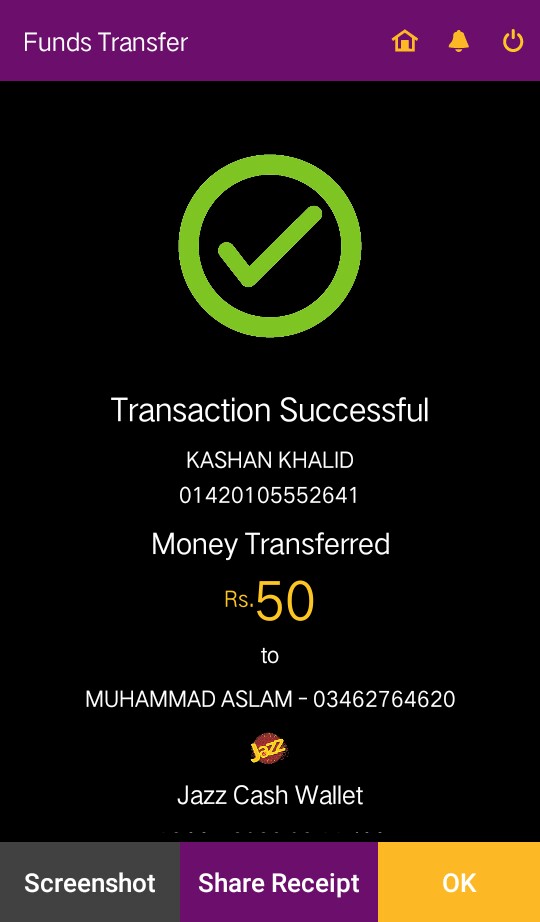 Funds Transfer
Transaction Successful
KASHAN KHALID
01420105552641
Money Transferred
Rs.50
to
MUHAMMAD ASLAM - 03462764620
Jazz
Jazz Cash Wallet
Screenshot
Share Receipt
OK